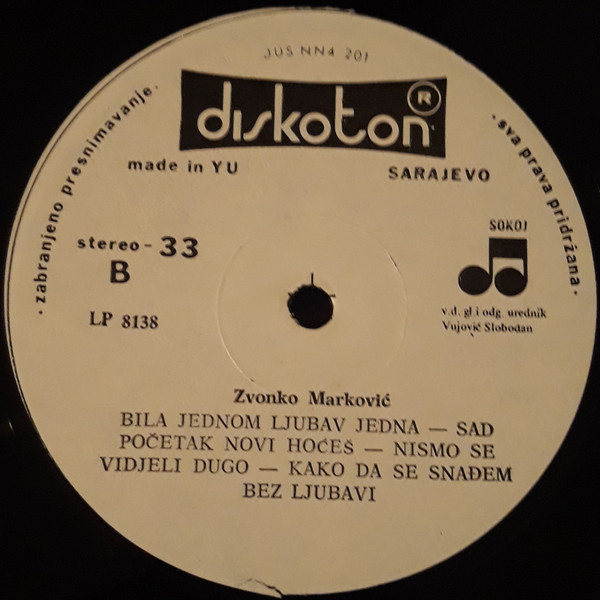 JUS NN4 201
diskoton ®
made in YU
SARAJEVO
· zabranjeno presnimavanje ·
· sva prava pridržana ·
stereo - 33
B
LP 8138
SOKOJ
v.d. gl i odg. urednik
Vujović Slobodan
Zvonko Marković
BILA JEDNOM LJUBAV JEDNA — SAD
POČETAK NOVI HOĆEŠ — NISMO SE
VIDJELI DUGO — KAKO DA SE SNAĐEM
BEZ LJUBAVI